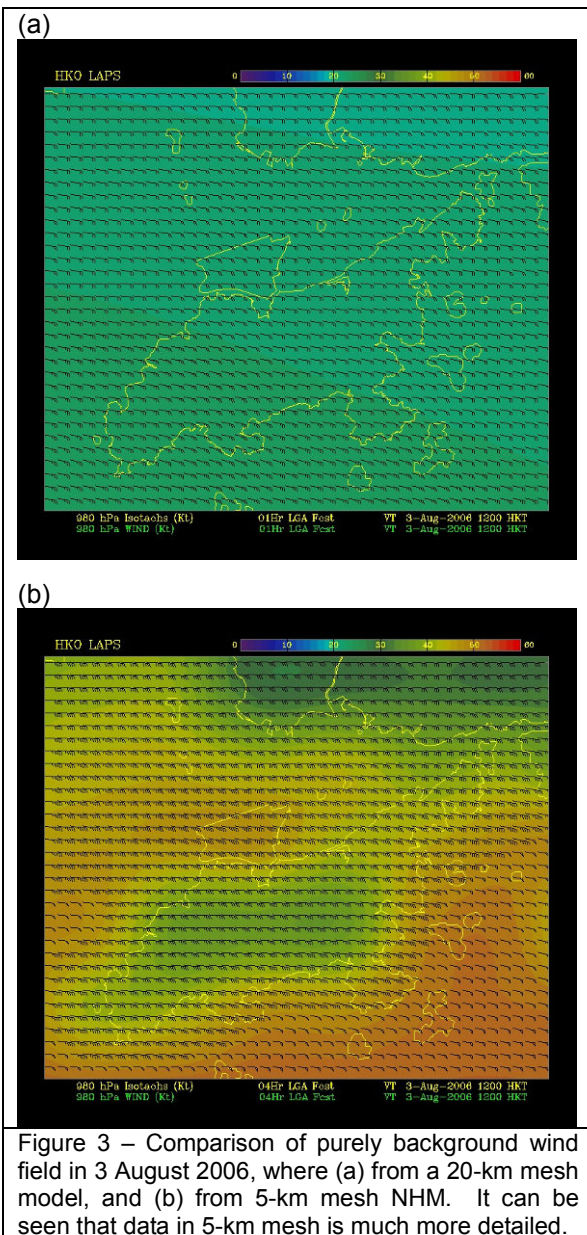 (a)
HKO LAPS
0 10 20 30 40 50 60
980 hPa Isotachs (Kt) 01Hr LGA Fcst VT 3-Aug-2006 1200 HKT
980 hPa WIND (Kt) 01Hr LGA Fcst VT 3-Aug-2006 1200 HKT
(b)
HKO LAPS
0 10 20 30 40 50 60
980 hPa Isotachs (Kt) 04Hr LGA Fcst VT 3-Aug-2006 1200 HKT
980 hPa WIND (Kt) 04Hr LGA Fcst VT 3-Aug-2006 1200 HKT
Figure 3 – Comparison of purely background wind
field in 3 August 2006, where (a) from a 20-km mesh
model, and (b) from 5-km mesh NHM. It can be
seen that data in 5-km mesh is much more detailed.